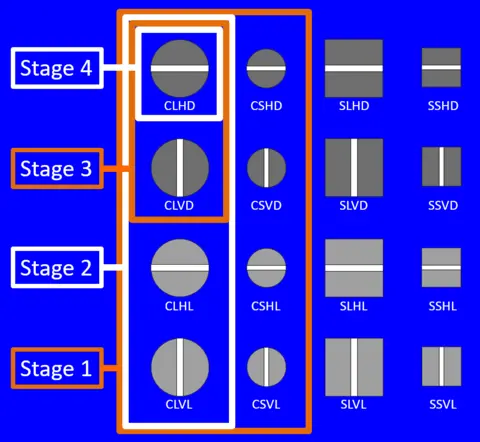 Stage 4
CLHD CSHD SLHD SSHD
Stage 3
CLVD CSVD SLVD SSVD
Stage 2
CLHL CSHL SLHL SSHL
Stage 1
CLVL CSVL SLVL SSVL